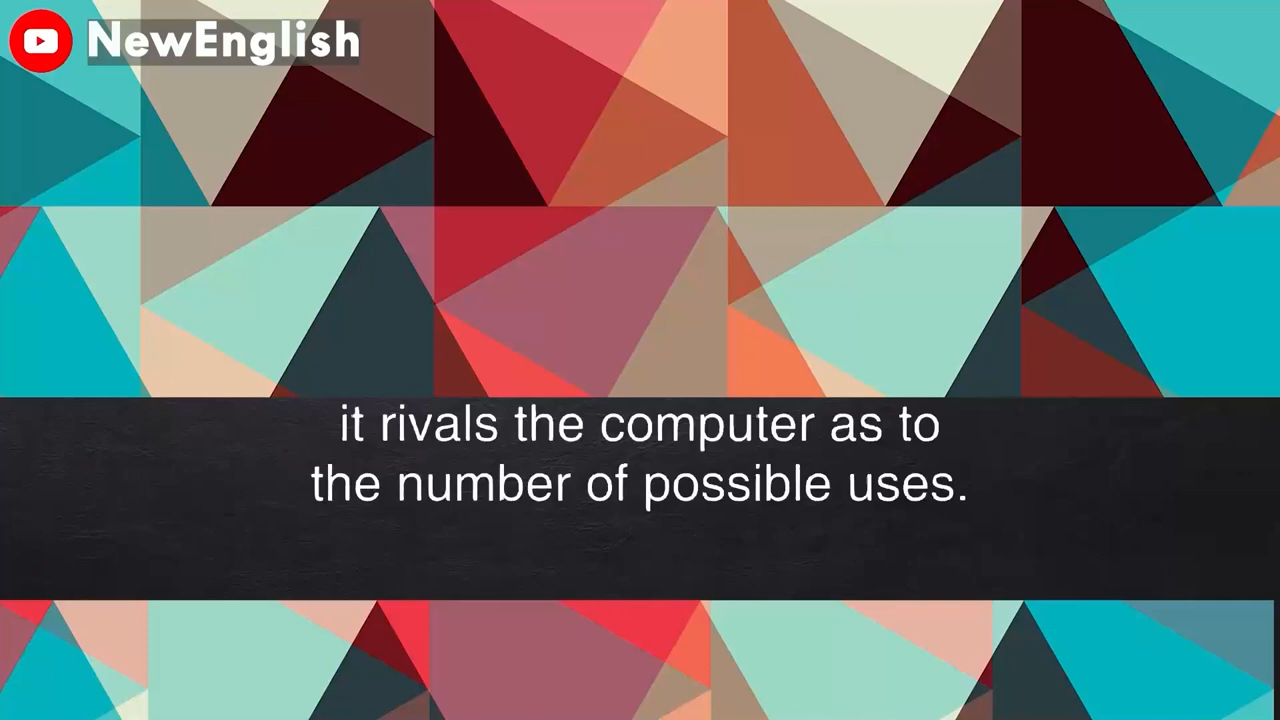 NewEnglish
it rivals the computer as to
the number of possible uses.